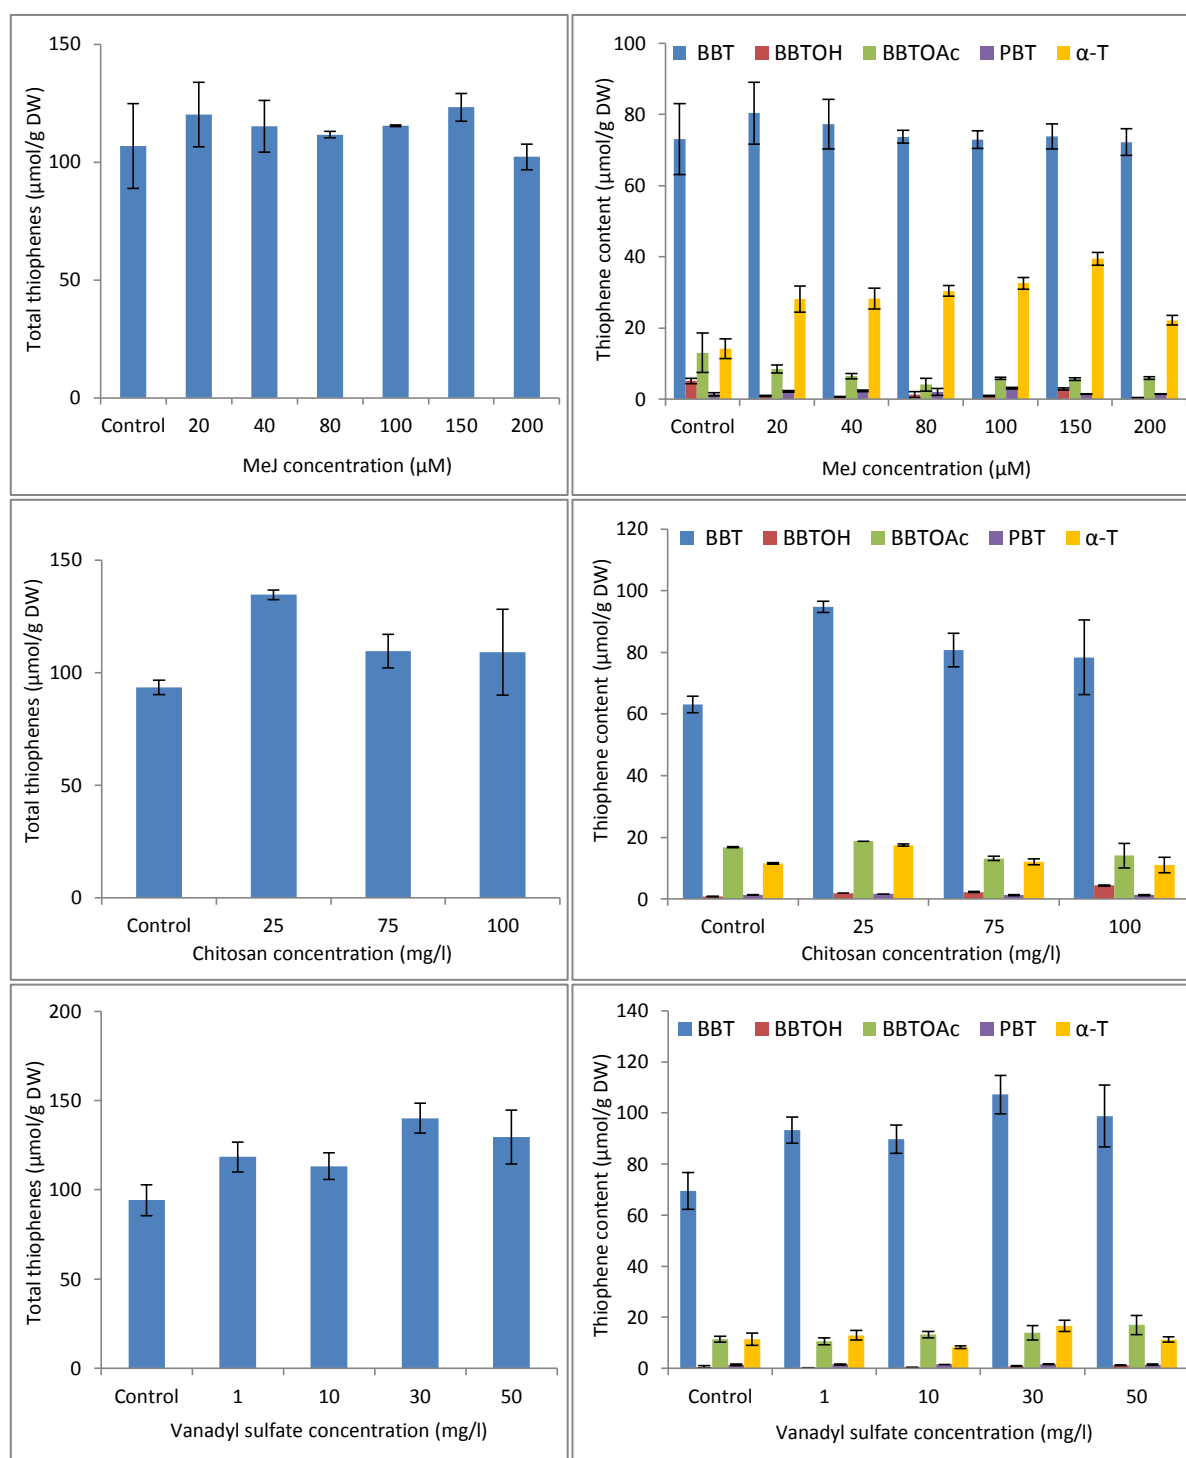 Total thiophenes (µmol/g DW)
150
100
50
0
Control 20 40 80 100 150 200
MeJ concentration (µM)
Thiophene content (µmol/g DW)
BBT BBTOH BBTOAc PBT α-T
100
80
60
40
20
0
Control 20 40 80 100 150 200
MeJ concentration (µM)
Total thiophenes (µmol/g DW)
150
100
50
0
Control 25 75 100
Chitosan concentration (mg/l)
Thiophene content (µmol/g DW)
BBT BBTOH BBTOAc PBT α-T
120
100
80
60
40
20
0
Control 25 75 100
Chitosan concentration (mg/l)
Total thiophenes (µmol/g DW)
200
150
100
50
0
Control 1 10 30 50
Vanadyl sulfate concentration (mg/l)
Thiophene content (µmol/g DW)
BBT BBTOH BBTOAc PBT α-T
140
120
100
80
60
40
20
0
Control 1 10 30 50
Vanadyl sulfate concentration (mg/l)